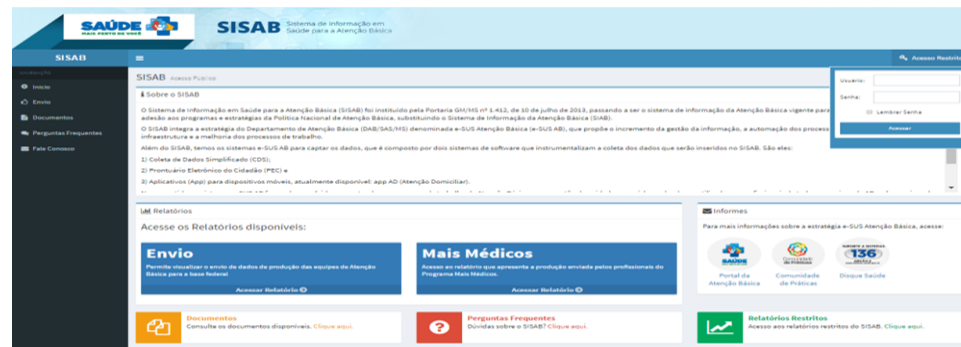 SAÚDE
MAIS PERTO DE VOCÊ
SISAB
Sistema de Informação em
Saúde para a Atenção Básica
SISAB
Acesso Restrito
SISAB Acesso Público
Início
Envio
Documentos
Perguntas Frequentes
Fale Conosco
Usuário:
Senha:
Lembrar Senha
Acessar
Sobre o SISAB
O Sistema de Informação em Saúde para a Atenção Básica (SISAB) foi instituído pela Portaria GM/MS nº 1.412, de 10 de julho de 2013, passando a ser o sistema de informação da Atenção Básica vigente para
adesão aos programas e estratégias da Política Nacional de Atenção Básica, substituindo o Sistema de Informação da Atenção Básica (SIAB).
O SISAB integra a estratégia do Departamento de Atenção Básica (DAB/SAS/MS) denominada e-SUS Atenção Básica (e-SUS AB), que propõe o incremento da gestão da informação, a automação dos process
infraestrutura e a melhoria dos processos de trabalho.
Além do SISAB, temos os sistemas e-SUS AB para captar os dados, que é composto por dois sistemas de software que instrumentalizam a coleta dos dados que serão inseridos no SISAB. São eles:
1) Coleta de Dados Simplificado (CDS);
2) Prontuário Eletrônico do Cidadão (PEC) e
3) Aplicativos (App) para dispositivos móveis, atualmente disponível: app AD (Atenção Domiciliar).
Relatórios
Acesse os Relatórios disponíveis:
Envio
Permite visualizar o envio de dados de produção das equipes de Atenção
Básica para a base federal.
Acessar Relatório
Mais Médicos
Acesso ao relatório que apresenta a produção enviada pelos profissionais do
Programa Mais Médicos.
Acessar Relatório
Informes
Para mais informações sobre a estratégia e-SUS Atenção Básica, acesse:
SAÚDE
Comunidade
de Práticas
136
Portal da
Atenção Básica
Comunidade
de Práticas
Disque Saúde
Documentos
Consulte os documentos disponíveis. Clique aqui.
Perguntas Frequentes
Dúvidas sobre o SISAB? Clique aqui.
Relatórios Restritos
Acesso aos relatórios restritos do SISAB. Clique aqui.